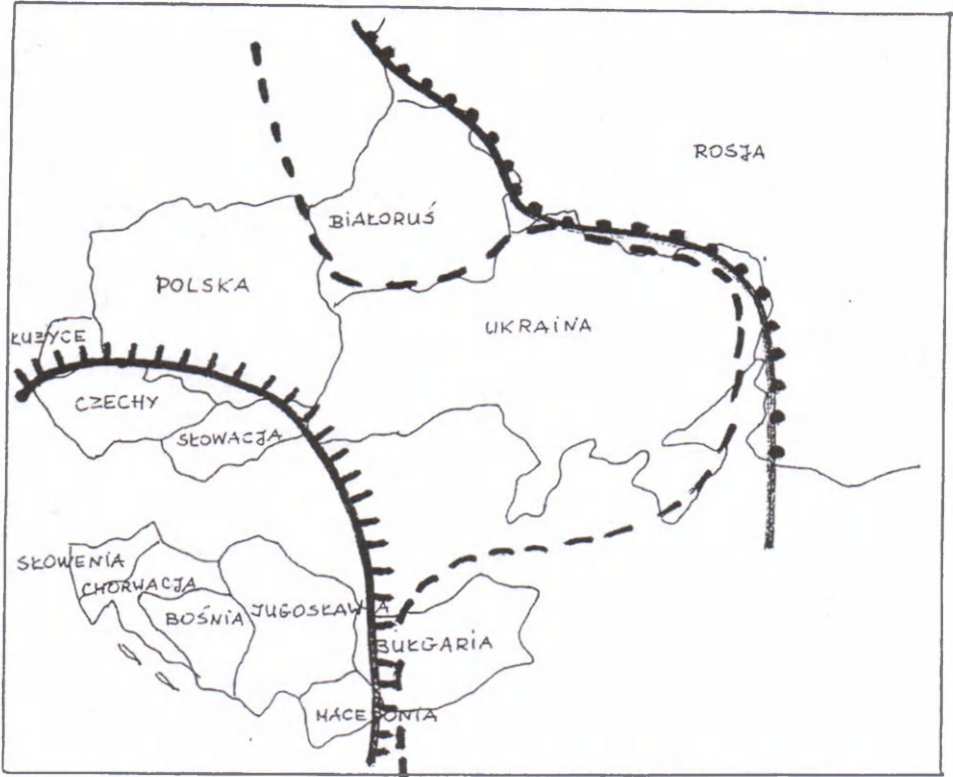 ROSJA
BIAŁORUŚ
POLSKA
UKRAINA
ŁUŻYCE
CZECHY
SŁOWACJA
SŁOWENIA
CHORWACJA
BOŚNIA
JUGOSŁAWIA
BUŁGARIA
MACEDONIA